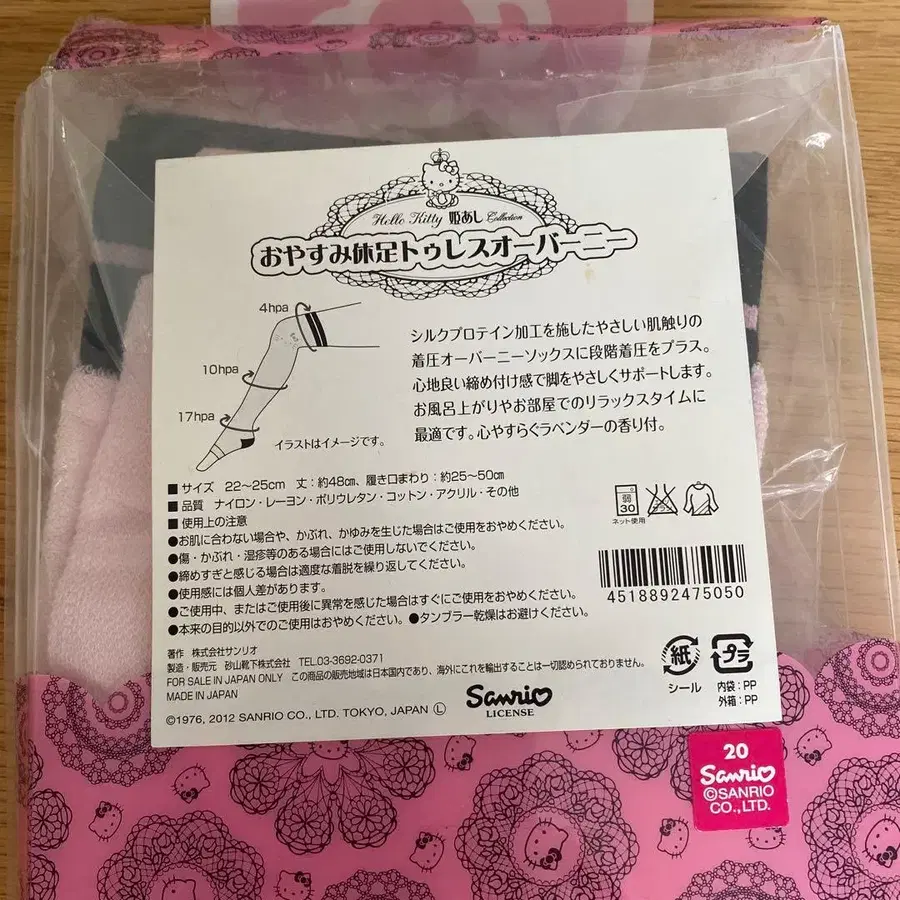 Hello Kitty 姫あし Collection
おやすみ休足トゥレスオーバーニー
4hpa
10hpa
17hpa
イラストはイメージです。
シルクプロテイン加工を施したやさしい肌触りの
着圧オーバーニーソックスに段階着圧をプラス。
心地良い締め付け感で脚をやさしくサポートします。
お風呂上がりやお部屋でのリラックスタイムに
最適です。心やすらぐラベンダーの香り付。
■ サイズ 22〜25cm 丈:約48cm、履き口まわり:約25〜50cm
■ 品質 ナイロン・レーヨン・ポリウレタン・コットン・アクリル・その他
■ 使用上の注意
●お肌に合わない場合や、かぶれ、かゆみを生じた場合はご使用をおやめください。
●傷・かぶれ・湿疹等のある場合にはご使用しないでください。
●締めすぎと感じる場合は適度な着脱を繰り返してください。
●使用感には個人差があります。
●ご使用中、またはご使用後に異常を感じた場合はすぐにご使用をおやめください。
●本来の目的以外でのご使用はおやめください。●タンブラー乾燥はお避けください。
弱
30
ネット使用
4518892475050
著作 株式会社サンリオ
製造・販売元 砂山靴下株式会社 TEL.03-3692-0371
FOR SALE IN JAPAN ONLY この商品の販売地域は日本国内であり、海外にこれを輸出することは一切認められておりません。
MADE IN JAPAN
©1976, 2012 SANRIO CO., LTD. TOKYO, JAPAN Ⓛ
Sanrio
LICENSE
紙
シール
プラ
内袋:PP
外箱:PP
20
Sanrio
©SANRIO
CO.,LTD.